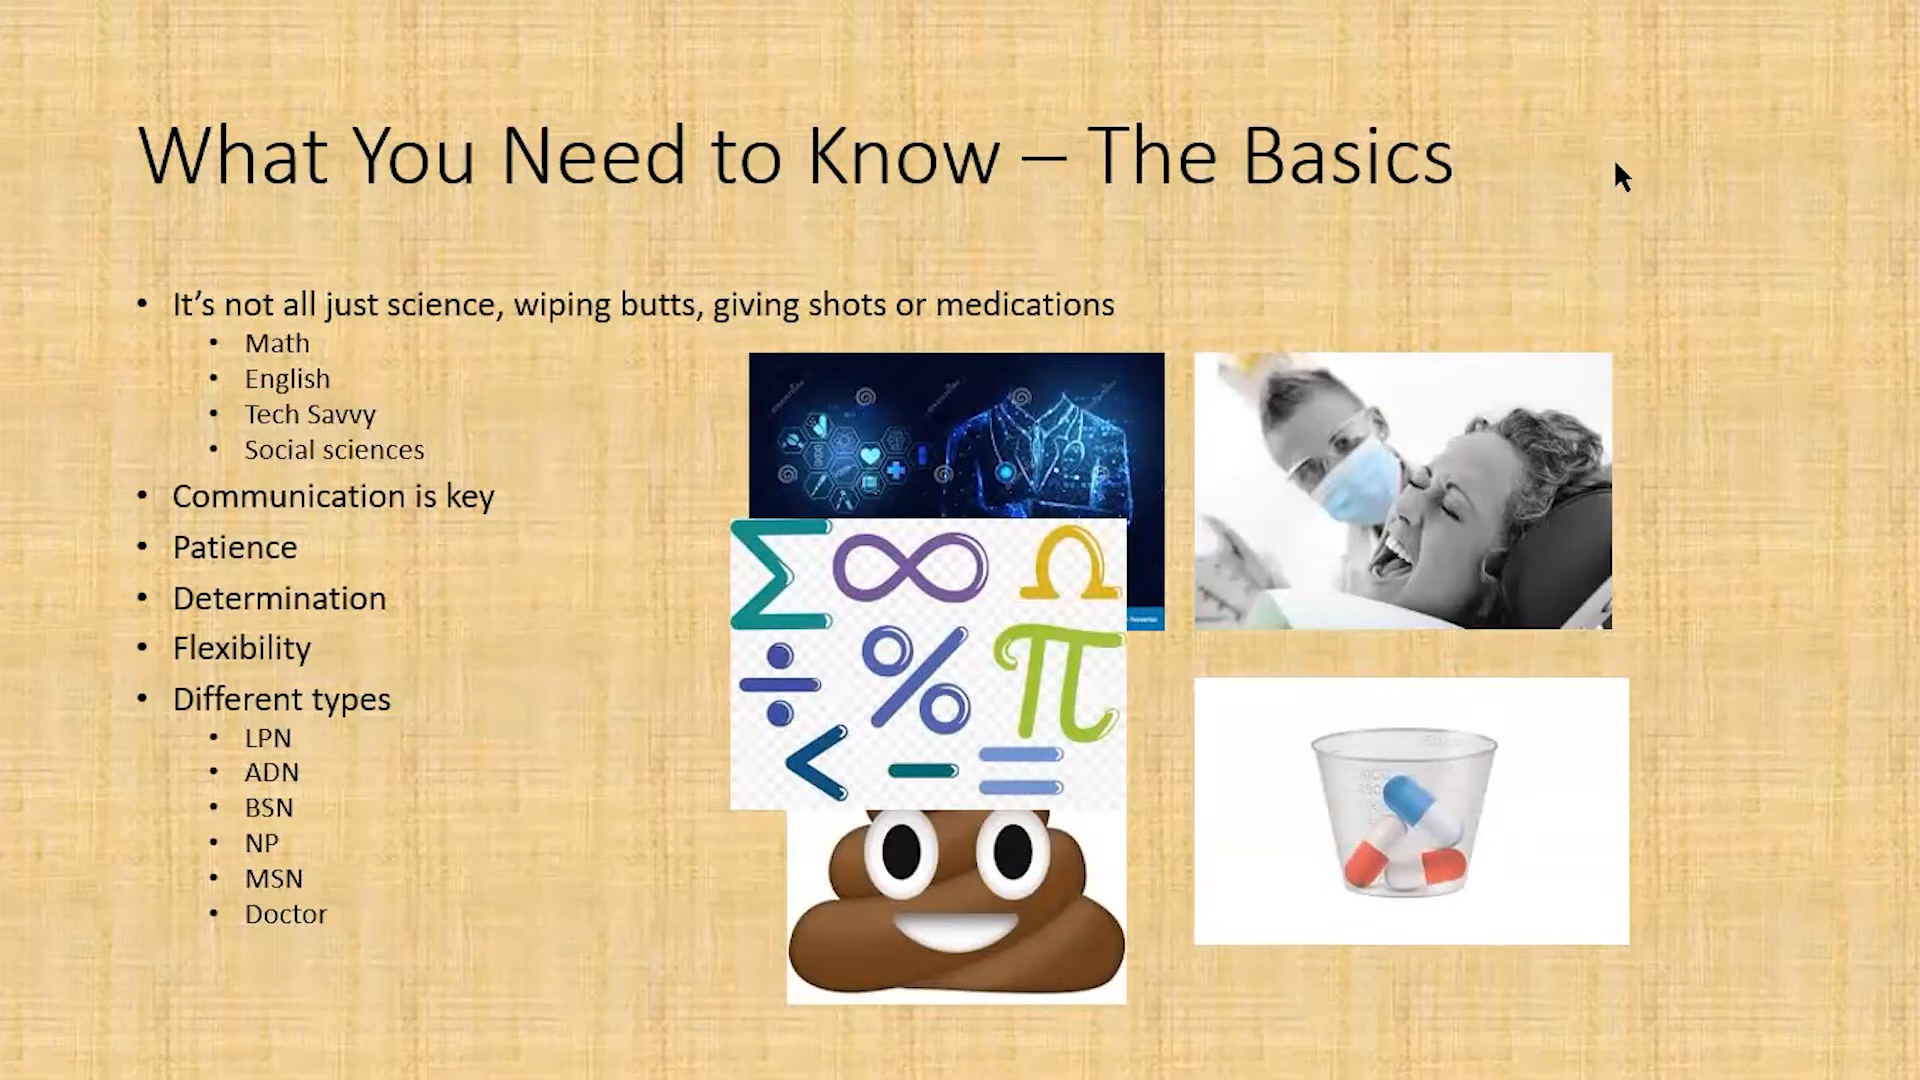 What You Need to Know – The Basics
• It’s not all just science, wiping butts, giving shots or medications
• Math
• English
• Tech Savvy
• Social sciences
• Communication is key
• Patience
• Determination
• Flexibility
• Different types
• LPN
• ADN
• BSN
• NP
• MSN
• Doctor
Σ ∞ Ω
÷ % π
< − =